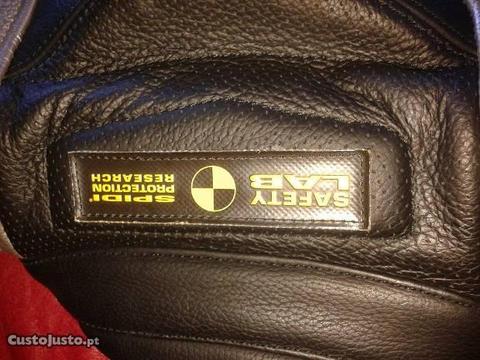 SAFETY
LAB
SPIDI
PROTECTION
RESEARCH
CustoJusto.pt